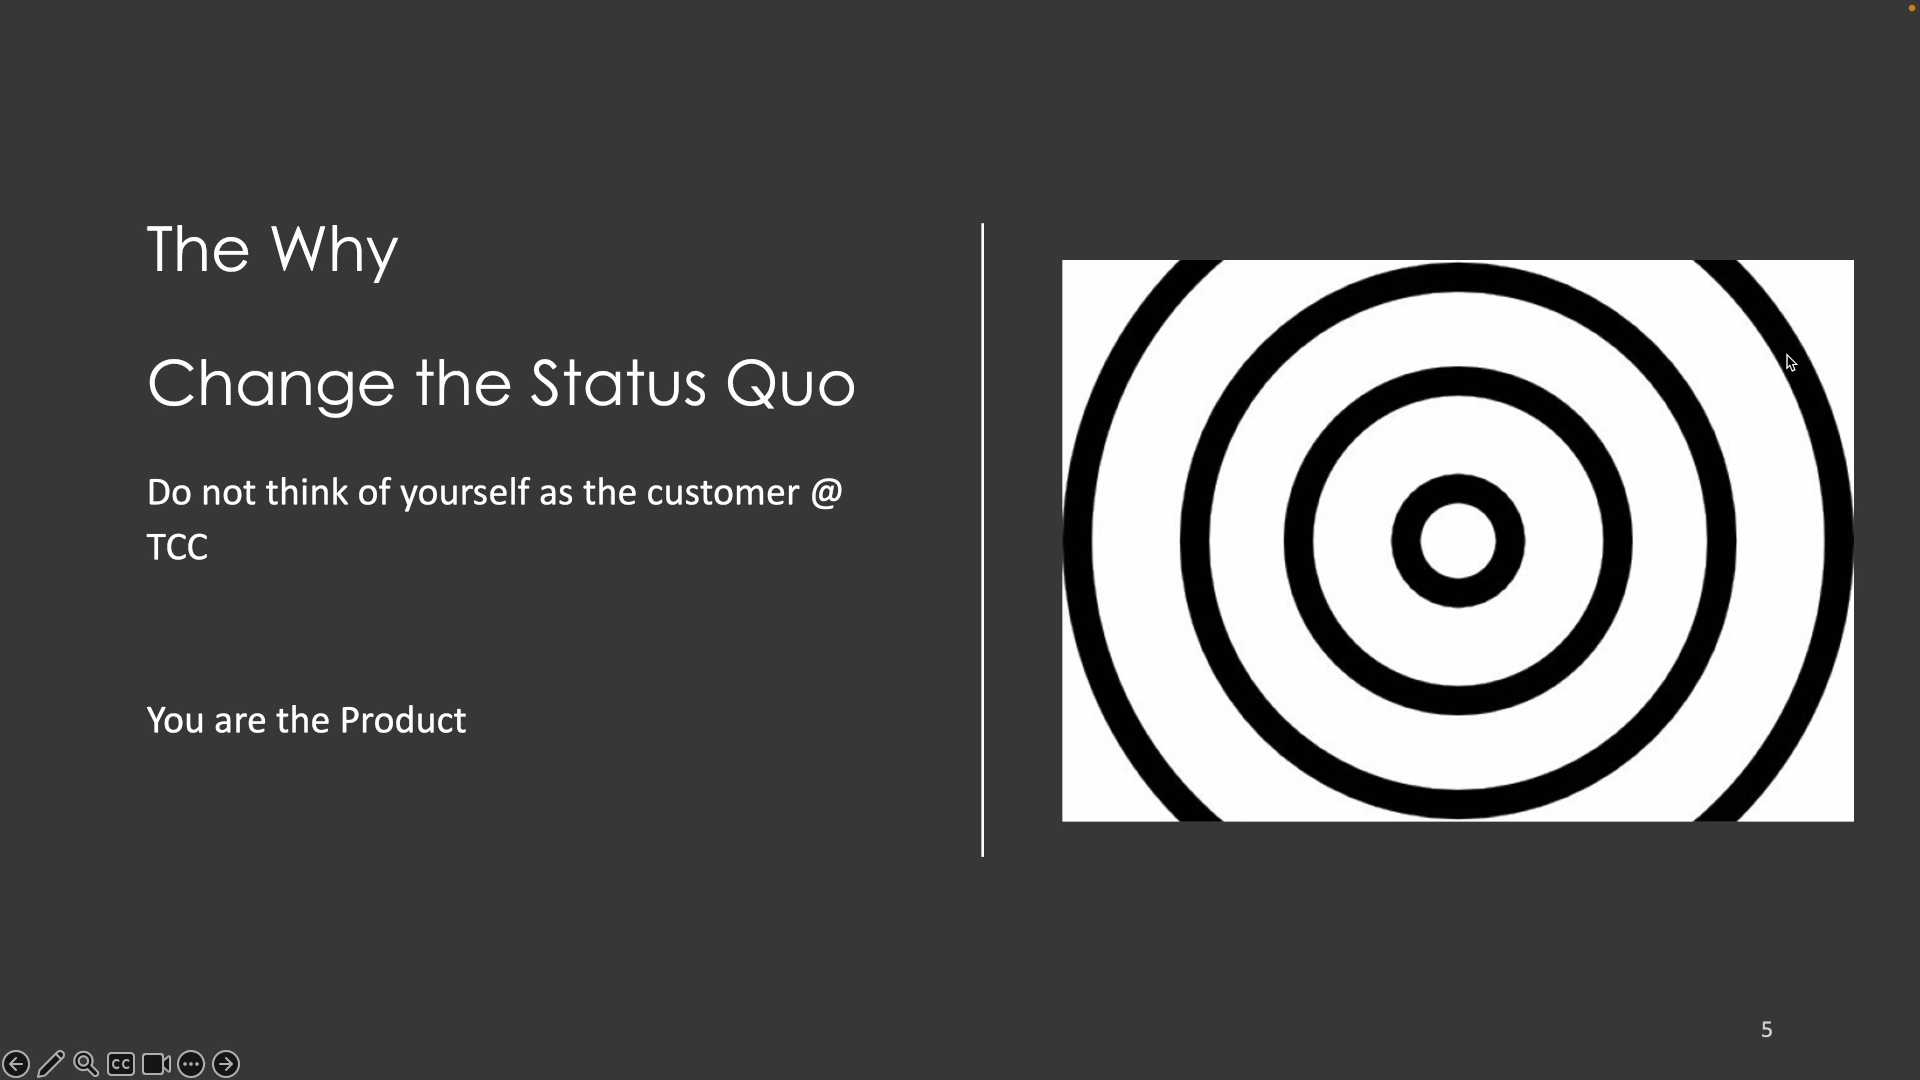 The Why
Change the Status Quo
Do not think of yourself as the customer @
TCC
You are the Product
5
CC